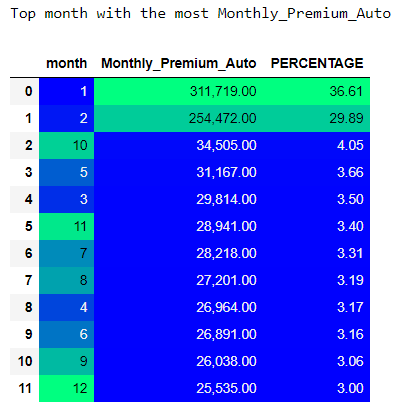 Top month with the most Monthly_Premium_Auto
month Monthly_Premium_Auto PERCENTAGE
0 1 311,719.00 36.61
1 2 254,472.00 29.89
2 10 34,505.00 4.05
3 5 31,167.00 3.66
4 3 29,814.00 3.50
5 11 28,941.00 3.40
6 7 28,218.00 3.31
7 8 27,201.00 3.19
8 4 26,964.00 3.17
9 6 26,891.00 3.16
10 9 26,038.00 3.06
11 12 25,535.00 3.00